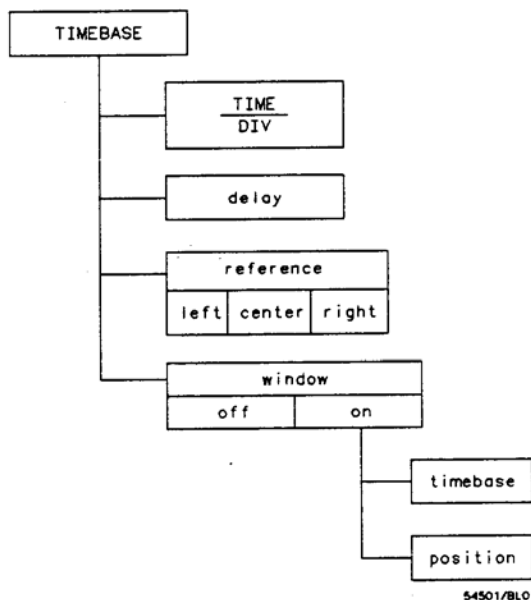 TIMEBASE
TIME
DIV
delay
reference
left center right
window
off on
timebase
position
54501/BL0